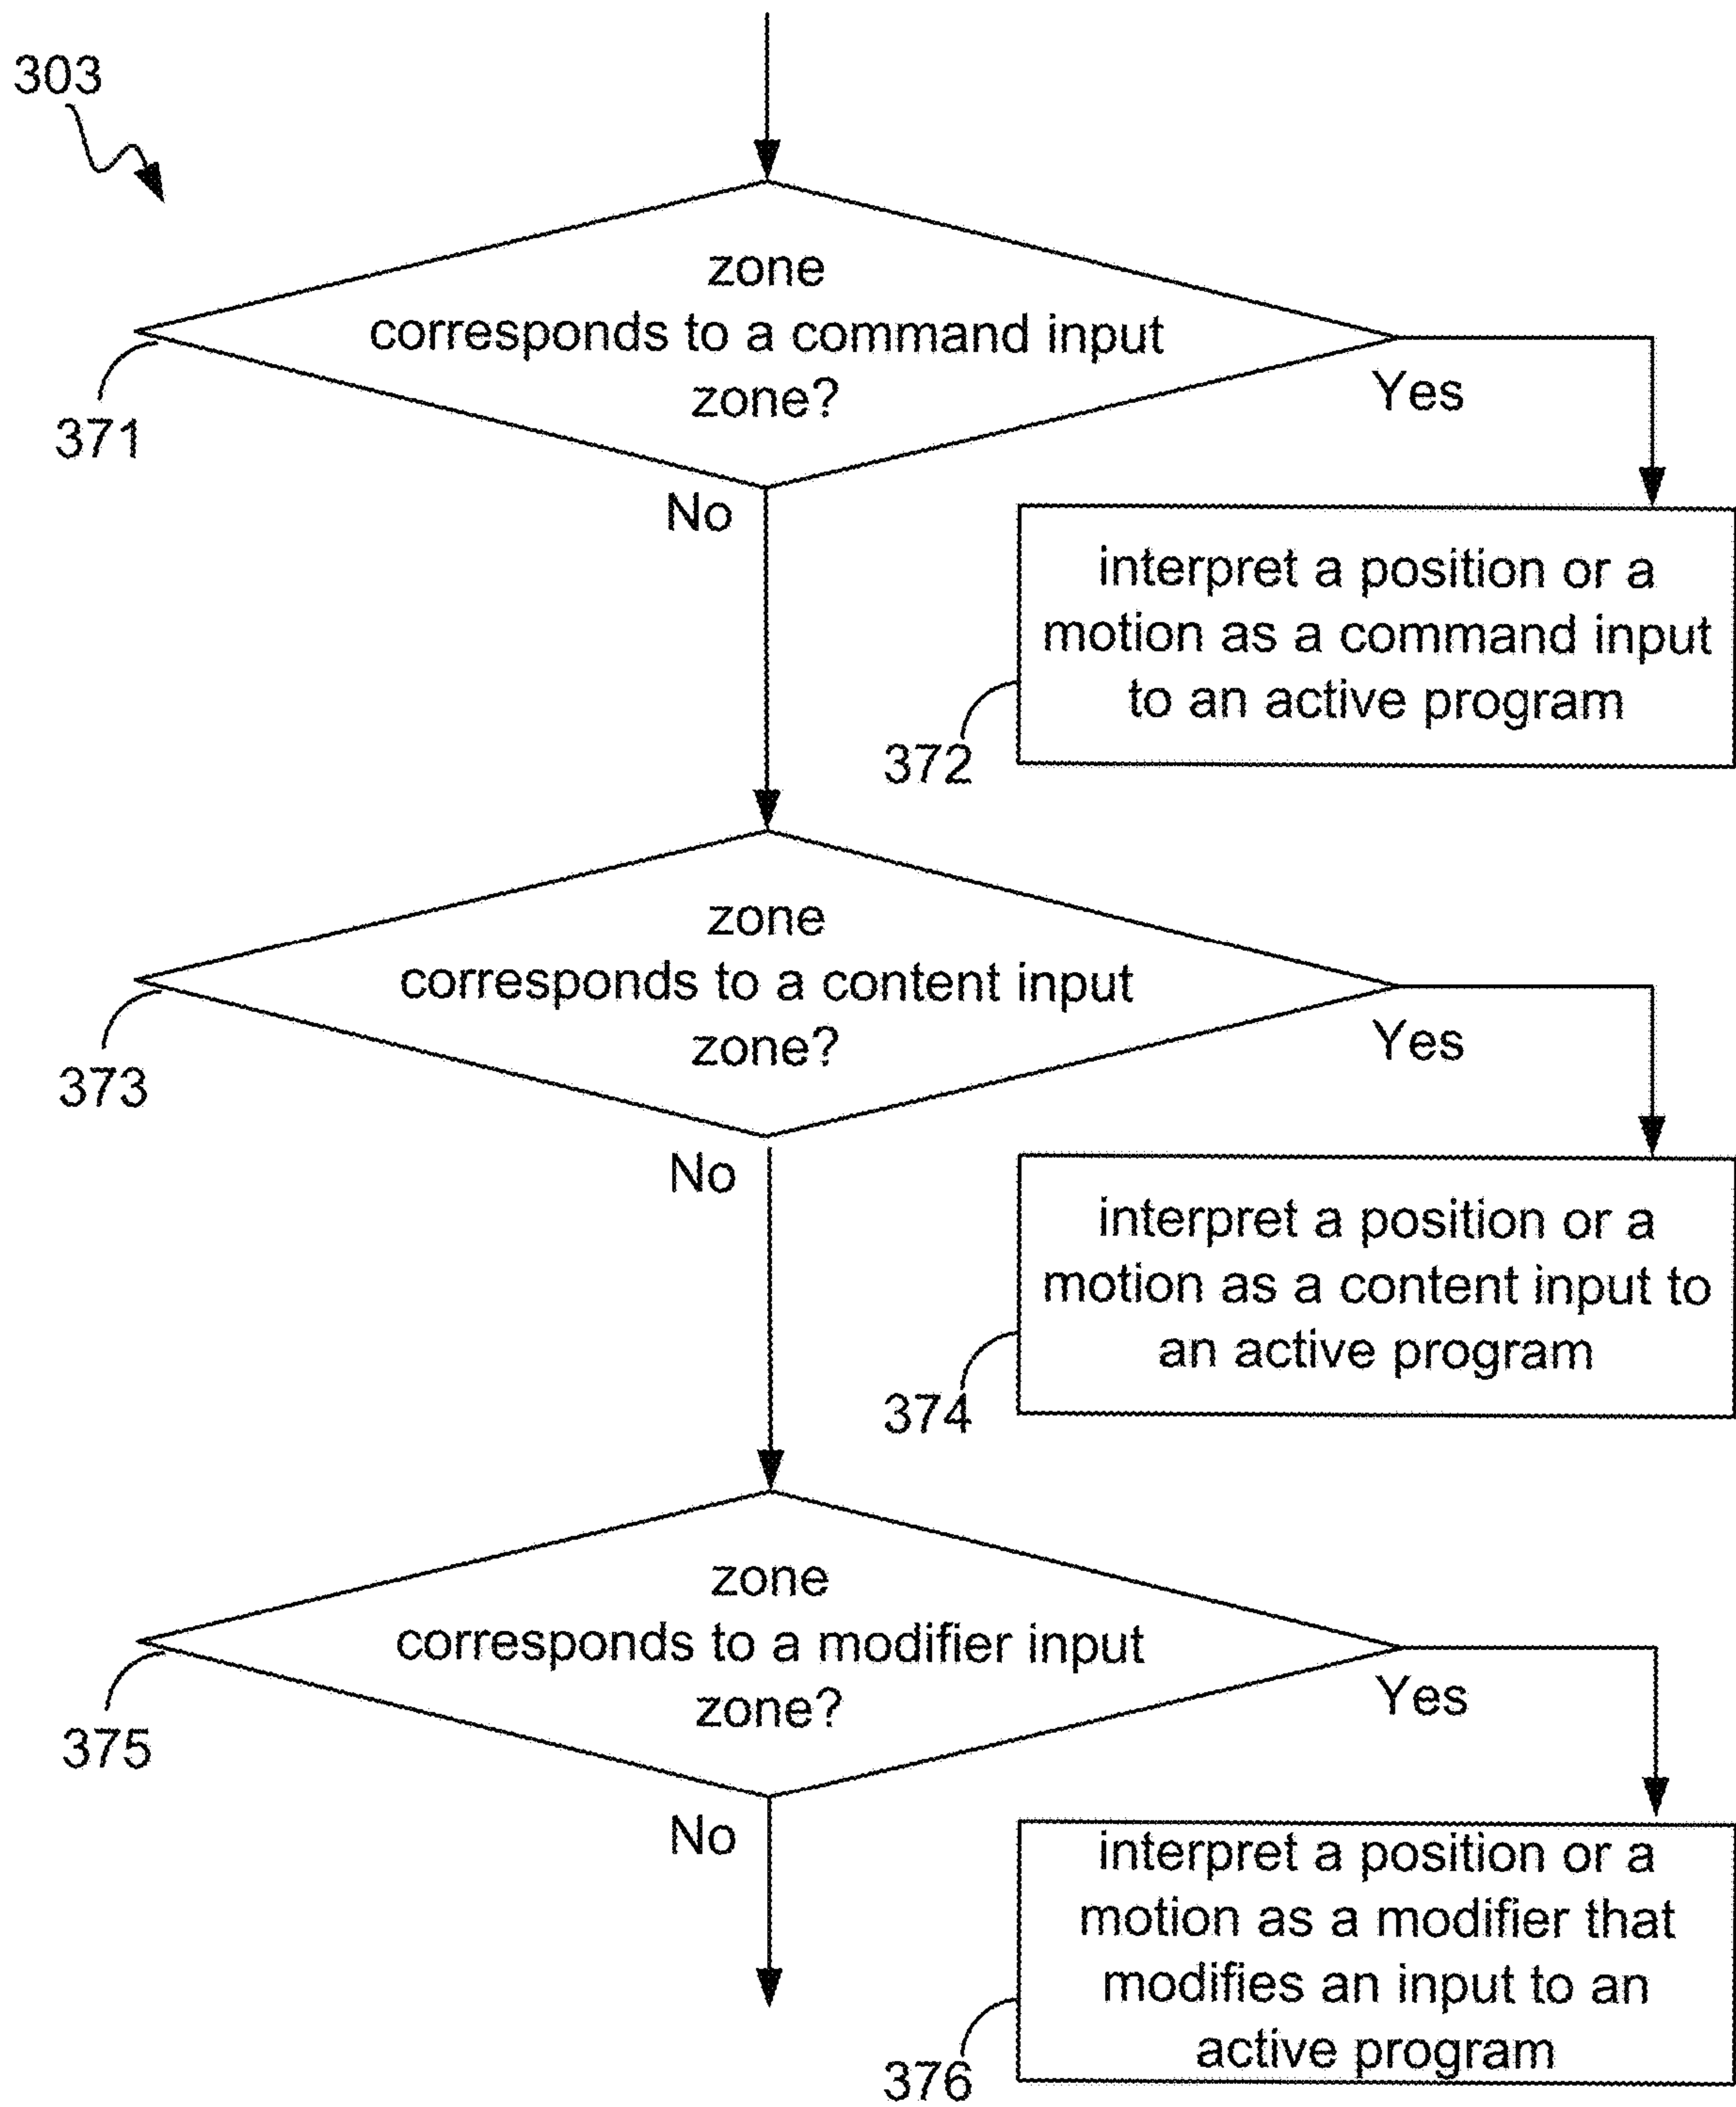 303
zone
corresponds to a command input
zone?
371
Yes
No
interpret a position or a
motion as a command input
to an active program
372
zone
corresponds to a content input
zone?
373
Yes
No
interpret a position or a
motion as a content input to
an active program
374
zone
corresponds to a modifier input
zone?
375
Yes
No
interpret a position or a
motion as a modifier that
modifies an input to an
active program
376